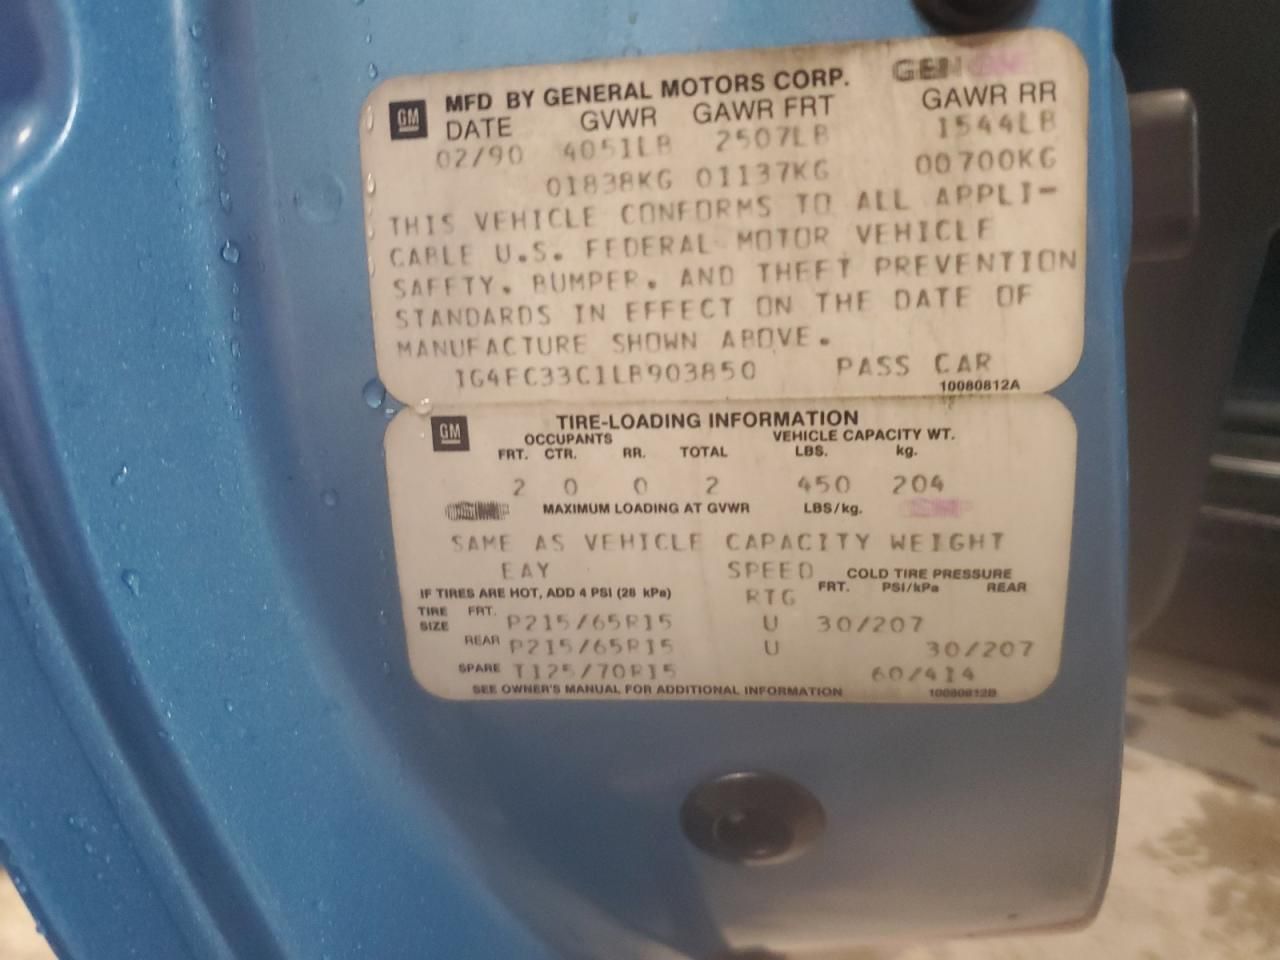 GM MFD BY GENERAL MOTORS CORP. GEN GM
DATE GVWR GAWR FRT GAWR RR
02/90 4051LB 2507LB 1544LB
01838KG 01137KG 00700KG
THIS VEHICLE CONFORMS TO ALL APPLI-
CABLE U.S. FEDERAL MOTOR VEHICLE
SAFETY, BUMPER, AND THEFT PREVENTION
STANDARDS IN EFFECT ON THE DATE OF
MANUFACTURE SHOWN ABOVE.
1G4EC33C1LB903850 PASS CAR
10080812A
GM TIRE-LOADING INFORMATION
OCCUPANTS VEHICLE CAPACITY WT.
FRT. CTR. RR. TOTAL LBS. kg.
2 0 0 2 450 204
MAXIMUM LOADING AT GVWR LBS/kg.
SAME AS VEHICLE CAPACITY WEIGHT
EAY SPEED COLD TIRE PRESSURE
IF TIRES ARE HOT, ADD 4 PSI (28 kPa) RTG FRT. PSI/kPa REAR
TIRE SIZE FRT. P215/65R15 U 30/207
REAR P215/65R15 U 30/207
SPARE T125/70R15 60/414
SEE OWNER'S MANUAL FOR ADDITIONAL INFORMATION 10080812B